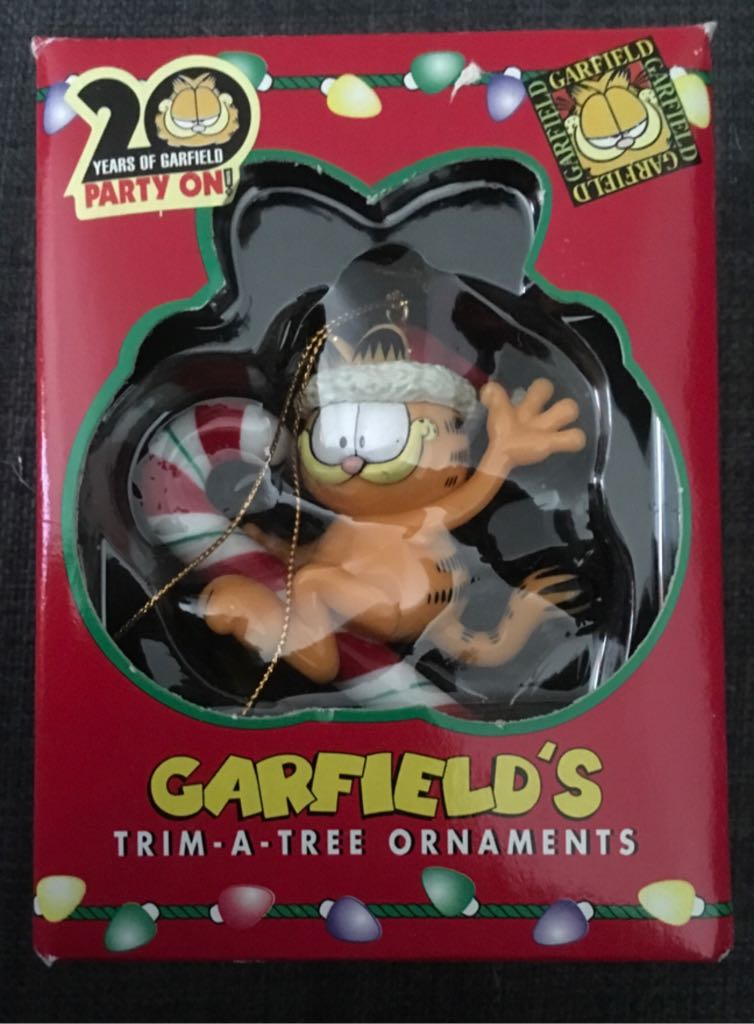 20
YEARS OF GARFIELD
PARTY ON!
GARFIELD
GARFIELD
GARFIELD
GARFIELD
GARFIELD'S
TRIM-A-TREE ORNAMENTS